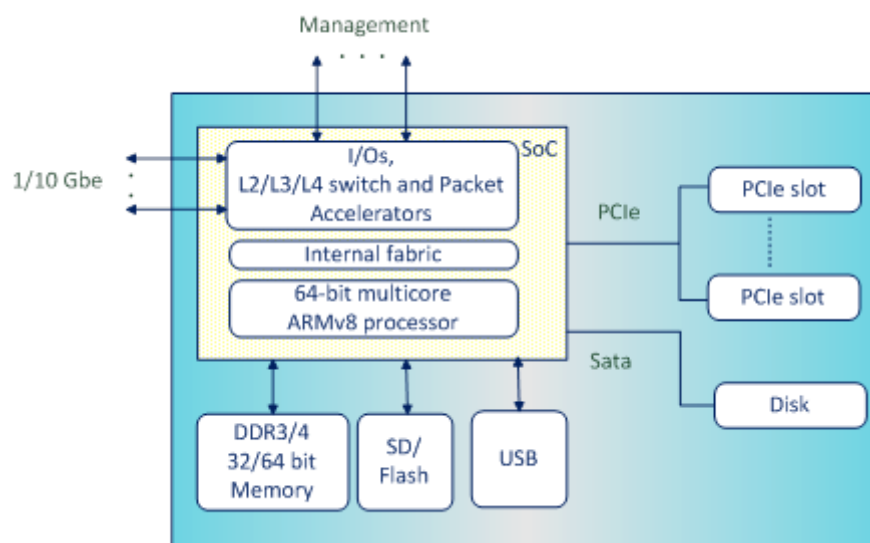 Management
1/10 Gbe
SoC
I/Os,
L2/L3/L4 switch and Packet
Accelerators
Internal fabric
64-bit multicore
ARMv8 processor
PCIe
PCIe slot
PCIe slot
Sata
Disk
DDR3/4
32/64 bit
Memory
SD/
Flash
USB